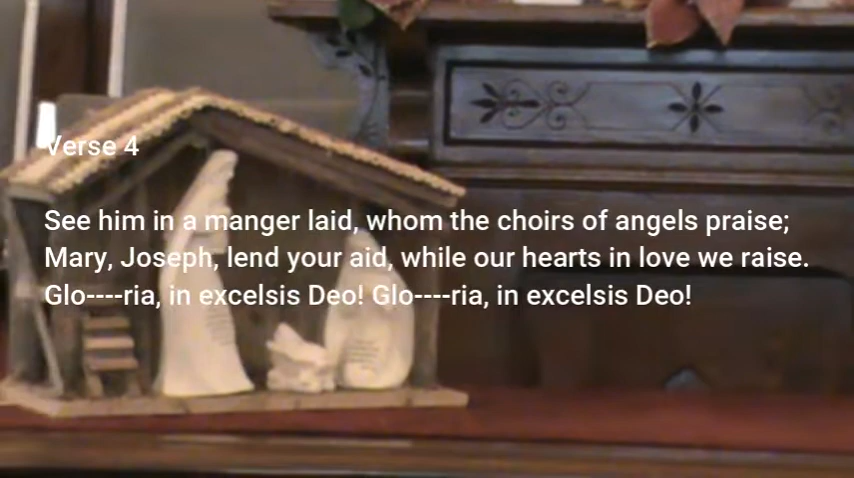 Verse 4
See him in a manger laid, whom the choirs of angels praise;
Mary, Joseph, lend your aid, while our hearts in love we raise.
Glo----ria, in excelsis Deo! Glo----ria, in excelsis Deo!